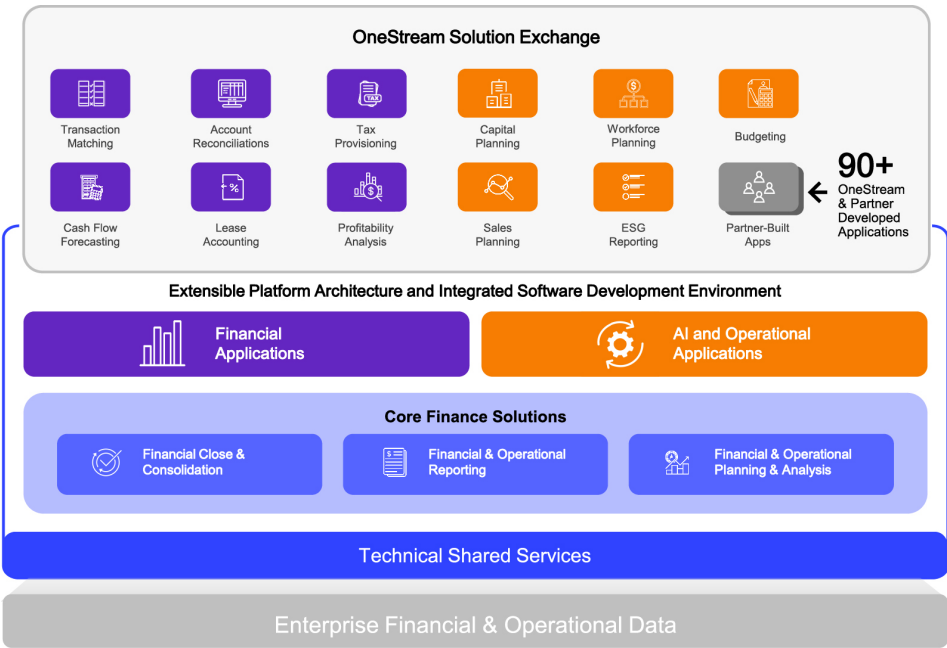 OneStream Solution Exchange
Transaction
Matching
Account
Reconciliations
TAX
Tax
Provisioning
Capital
Planning
$
Workforce
Planning
Budgeting
Cash Flow
Forecasting
%
Lease
Accounting
$
Profitability
Analysis
Sales
Planning
ESG
Reporting
Partner-Built
Apps
90+
OneStream
& Partner
Developed
Applications
Extensible Platform Architecture and Integrated Software Development Environment
Financial
Applications
AI and Operational
Applications
Core Finance Solutions
Financial Close &
Consolidation
$
Financial & Operational
Reporting
Financial & Operational
Planning & Analysis
Technical Shared Services
Enterprise Financial & Operational Data